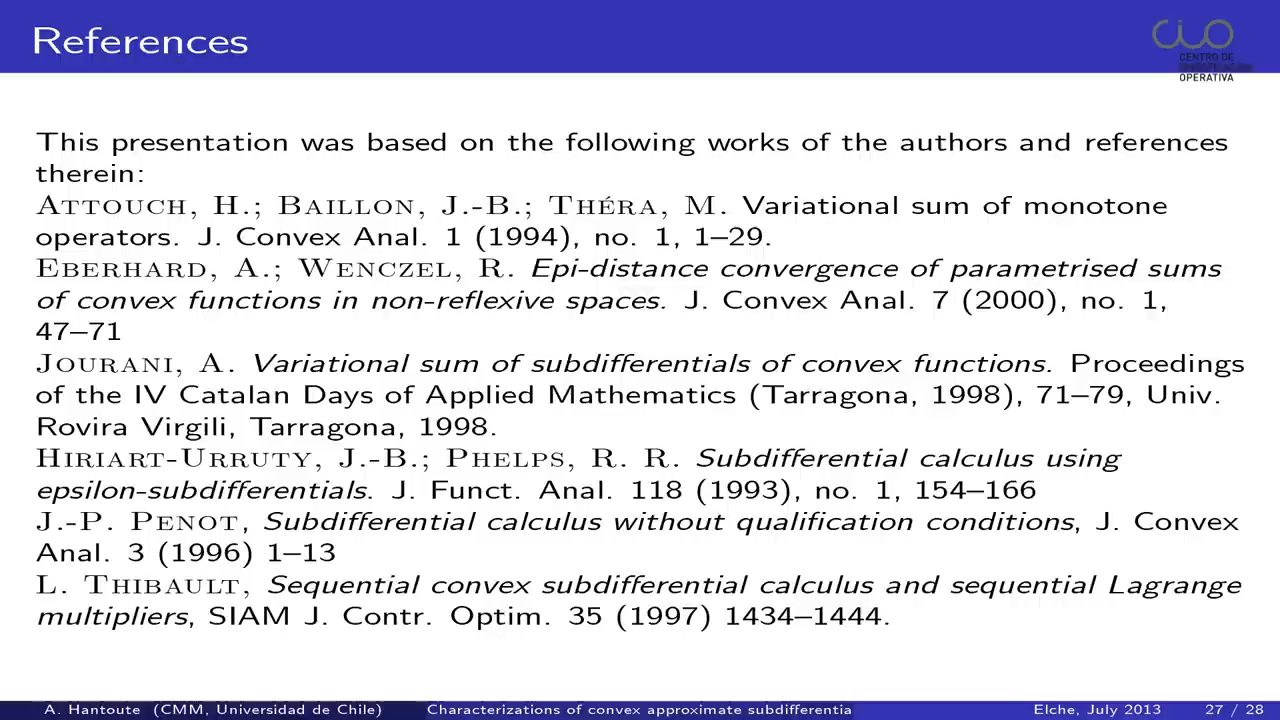 References
CIO
CENTRO DE
OPERATIVA
This presentation was based on the following works of the authors and references
therein:
ATTOUCH, H.; BAILLON, J.-B.; THÉRA, M. Variational sum of monotone
operators. J. Convex Anal. 1 (1994), no. 1, 1–29.
EBERHARD, A.; WENCZEL, R. Epi-distance convergence of parametrised sums
of convex functions in non-reflexive spaces. J. Convex Anal. 7 (2000), no. 1,
47–71
JOURANI, A. Variational sum of subdifferentials of convex functions. Proceedings
of the IV Catalan Days of Applied Mathematics (Tarragona, 1998), 71–79, Univ.
Rovira Virgili, Tarragona, 1998.
HIRIART-URRUTY, J.-B.; PHELPS, R. R. Subdifferential calculus using
epsilon-subdifferentials. J. Funct. Anal. 118 (1993), no. 1, 154–166
J.-P. PENOT, Subdifferential calculus without qualification conditions, J. Convex
Anal. 3 (1996) 1–13
L. THIBAULT, Sequential convex subdifferential calculus and sequential Lagrange
multipliers, SIAM J. Contr. Optim. 35 (1997) 1434–1444.
A. Hantoute (CMM, Universidad de Chile) Characterizations of convex approximate subdifferentia Elche, July 2013 27 / 28